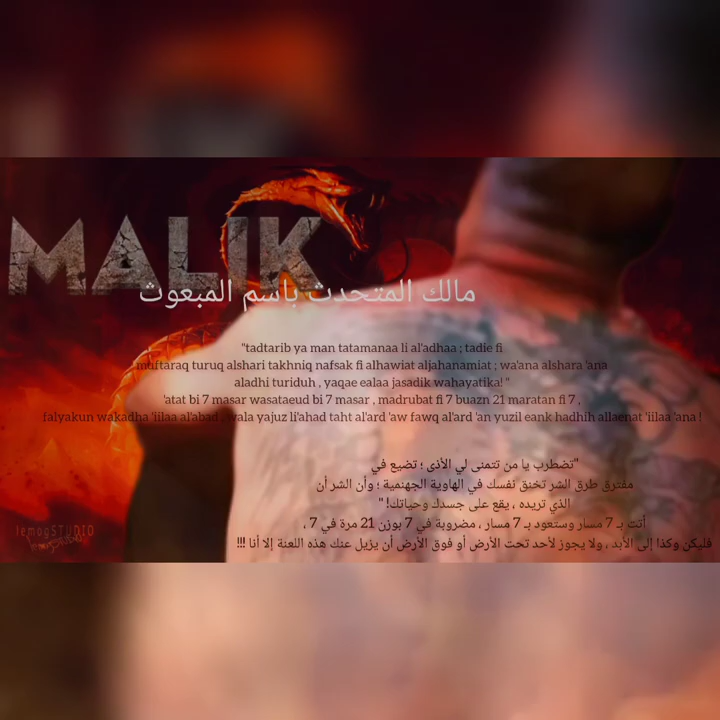 MALIK
مالك المتحدث باسم المبعوث
"tadtarib ya man tatamanaa li al'adhaa ; tadie fi
muftaraq turuq alshari takhniq nafsak fi alhawiat aljahanamiat ; wa'ana alshara 'ana
aladhi turiduh , yaqae ealaa jasadik wahayatika! "
'atat bi 7 masar wasataeud bi 7 masar , madrubat fi 7 buazn 21 maratan fi 7 ,
falyakun wakadha 'iilaa al'abad , wala yajuz li'ahad taht al'ard 'aw fawq al'ard 'an yuzil eank hadhih allaenat 'iilaa 'ana !
"تضطرب يا من تتمنى لي الأذى ؛ تضيع في
مفترق طرق الشر تخنق نفسك في الهاوية الجهنمية ؛ وأن الشر أن
الذي تريده ، يقع على جسدك وحياتك! "
أتت بـ 7 مسار وستعود بـ 7 مسار ، مضروبة في 7 بوزن 21 مرة في 7 ،
فليكن وكذا إلى الأبد ، ولا يجوز لأحد تحت الأرض أو فوق الأرض أن يزيل عنك هذه اللعنة إلا أنا !!!
lemogSTUDIO